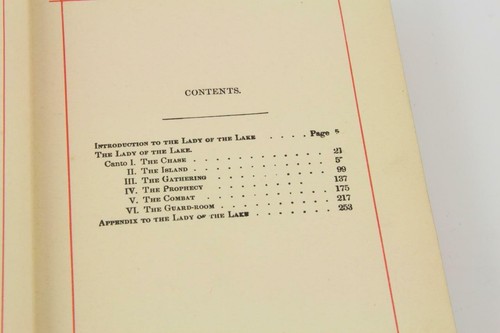 CONTENTS.
INTRODUCTION TO THE LADY OF THE LAKE . . . . Page
THE LADY OF THE LAKE.
Canto I. THE CHASE . . . . . . . . . 21
II. THE ISLAND . . . . . . . . . 5
III. THE GATHERING . . . . . . . . 99
IV. THE PROPHECY . . . . . . . . 137
V. THE COMBAT . . . . . . . . . 175
VI. THE GUARD-ROOM . . . . . . . . 217
APPENDIX TO THE LADY OF THE LAKE . . . . . . 253